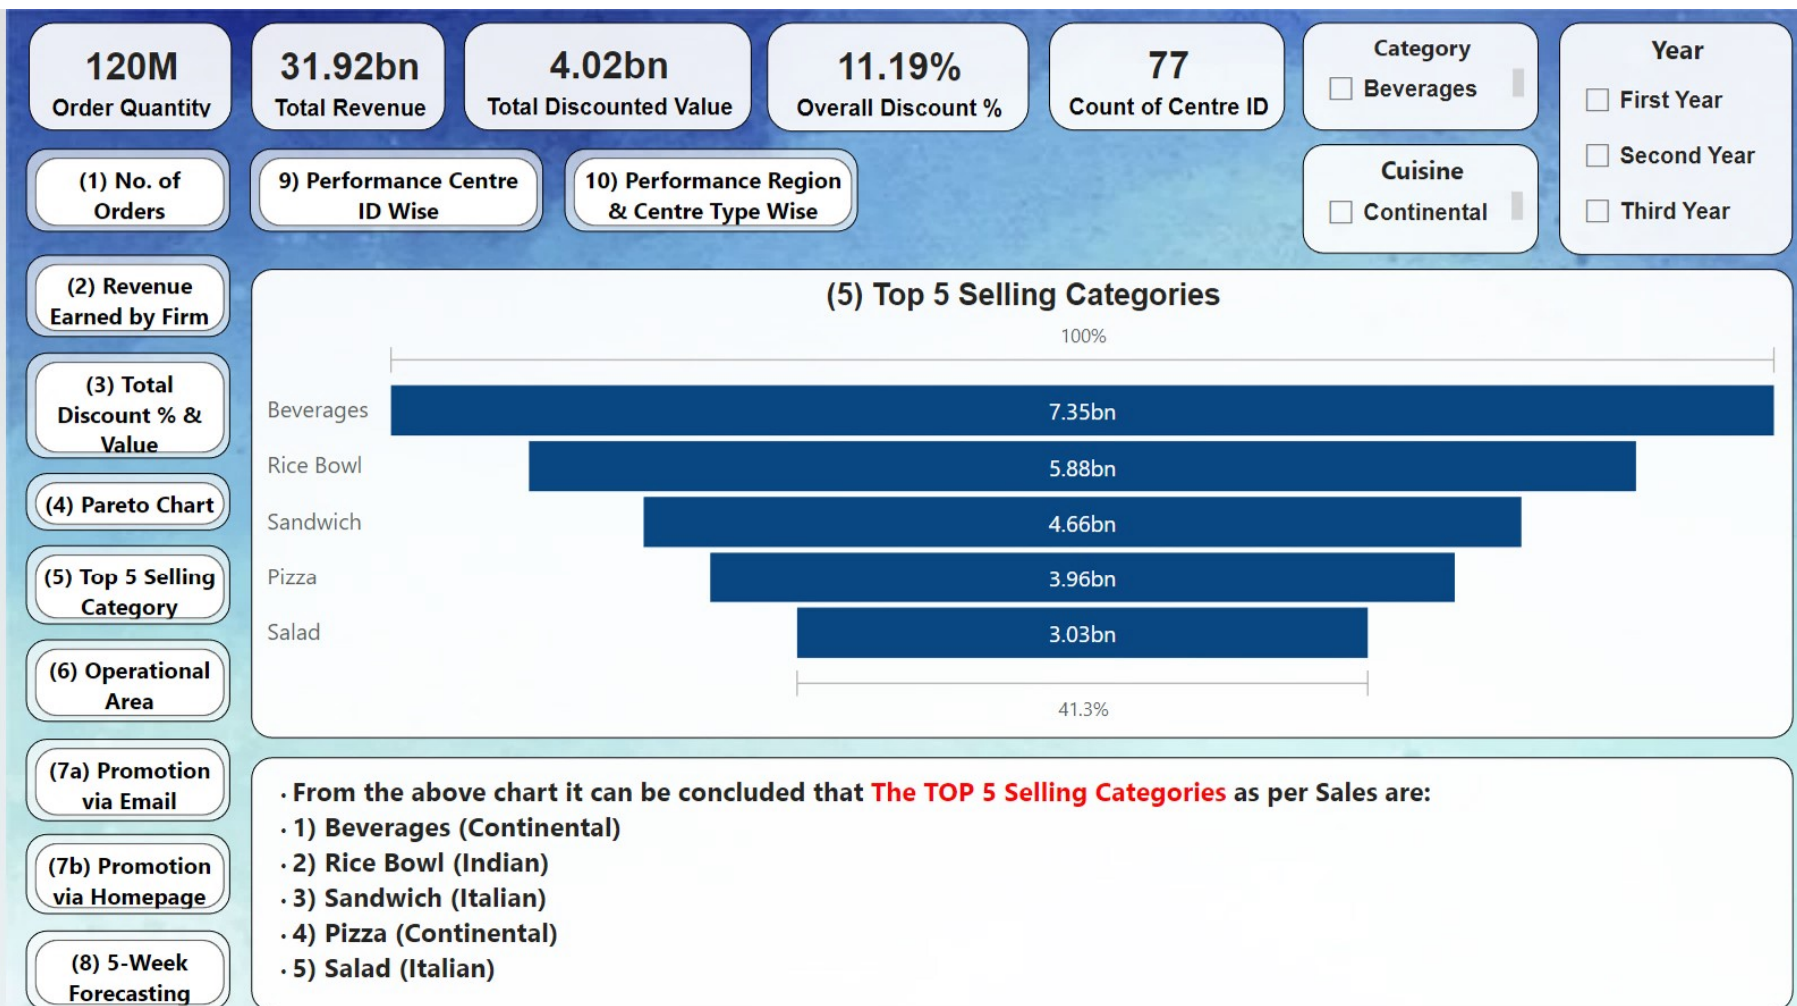 120M
Order Quantity
31.92bn
Total Revenue
4.02bn
Total Discounted Value
11.19%
Overall Discount %
77
Count of Centre ID
Category
Beverages
Cuisine
Continental
Year
First Year
Second Year
Third Year
(1) No. of
Orders
9) Performance Centre
ID Wise
10) Performance Region
& Centre Type Wise
(2) Revenue
Earned by Firm
(3) Total
Discount % &
Value
(4) Pareto Chart
(5) Top 5 Selling
Category
(6) Operational
Area
(7a) Promotion
via Email
(7b) Promotion
via Homepage
(8) 5-Week
Forecasting
(5) Top 5 Selling Categories
100%
Beverages 7.35bn
Rice Bowl 5.88bn
Sandwich 4.66bn
Pizza 3.96bn
Salad 3.03bn
41.3%
· From the above chart it can be concluded that The TOP 5 Selling Categories as per Sales are:
· 1) Beverages (Continental)
· 2) Rice Bowl (Indian)
· 3) Sandwich (Italian)
· 4) Pizza (Continental)
· 5) Salad (Italian)